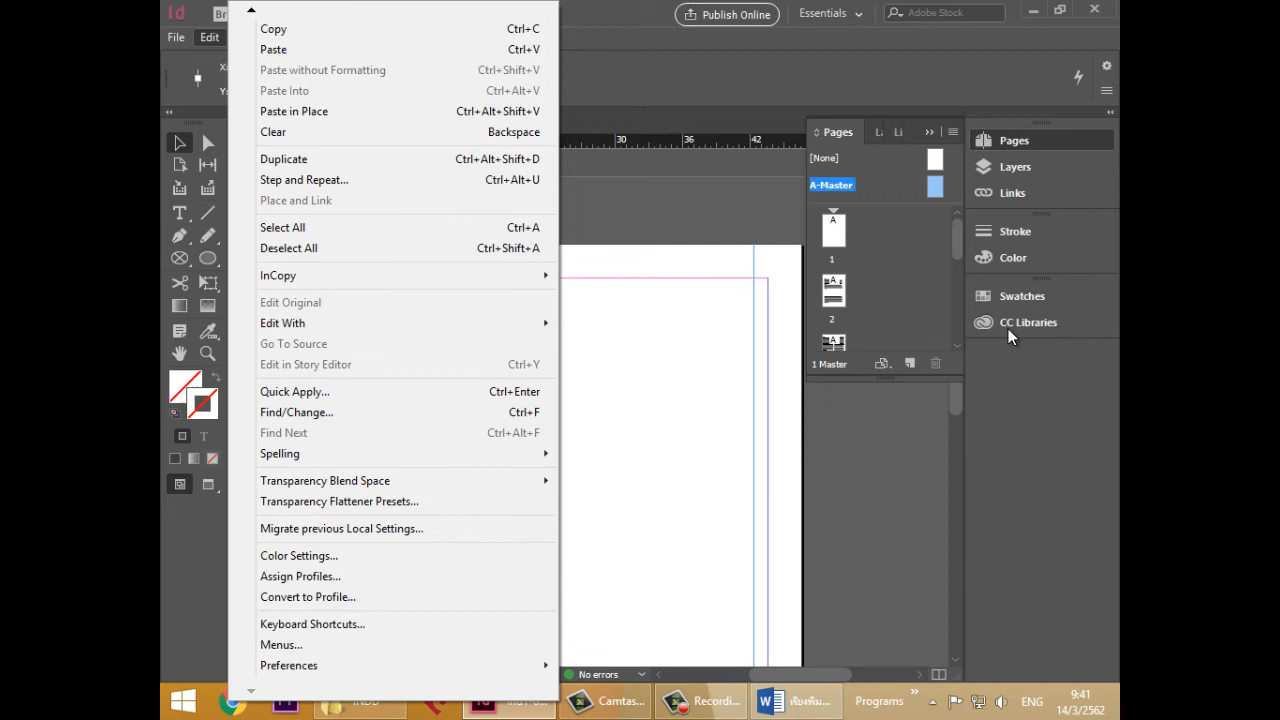 Id Br Publish Online Essentials Adobe Stock
File Edit
X:
Y:
Copy Ctrl+C
Paste Ctrl+V
Paste without Formatting Ctrl+Shift+V
Paste Into Ctrl+Alt+V
Paste in Place Ctrl+Alt+Shift+V
Clear Backspace
Duplicate Ctrl+Alt+Shift+D
Step and Repeat... Ctrl+Alt+U
Place and Link
Select All Ctrl+A
Deselect All Ctrl+Shift+A
InCopy
Edit Original
Edit With
Go To Source
Edit in Story Editor Ctrl+Y
Quick Apply... Ctrl+Enter
Find/Change... Ctrl+F
Find Next Ctrl+Alt+F
Spelling
Transparency Blend Space
Transparency Flattener Presets...
Migrate previous Local Settings...
Color Settings...
Assign Profiles...
Convert to Profile...
Keyboard Shortcuts...
Menus...
Preferences
30 36 42
Pages Li
[None]
A-Master
A
1
A
2
A
1 Master
Pages
Layers
Links
Stroke
Color
Swatches
CC Libraries
T
T
No errors
INDD Camtas... Recordi... Programs ENG
9:41
14/3/2562